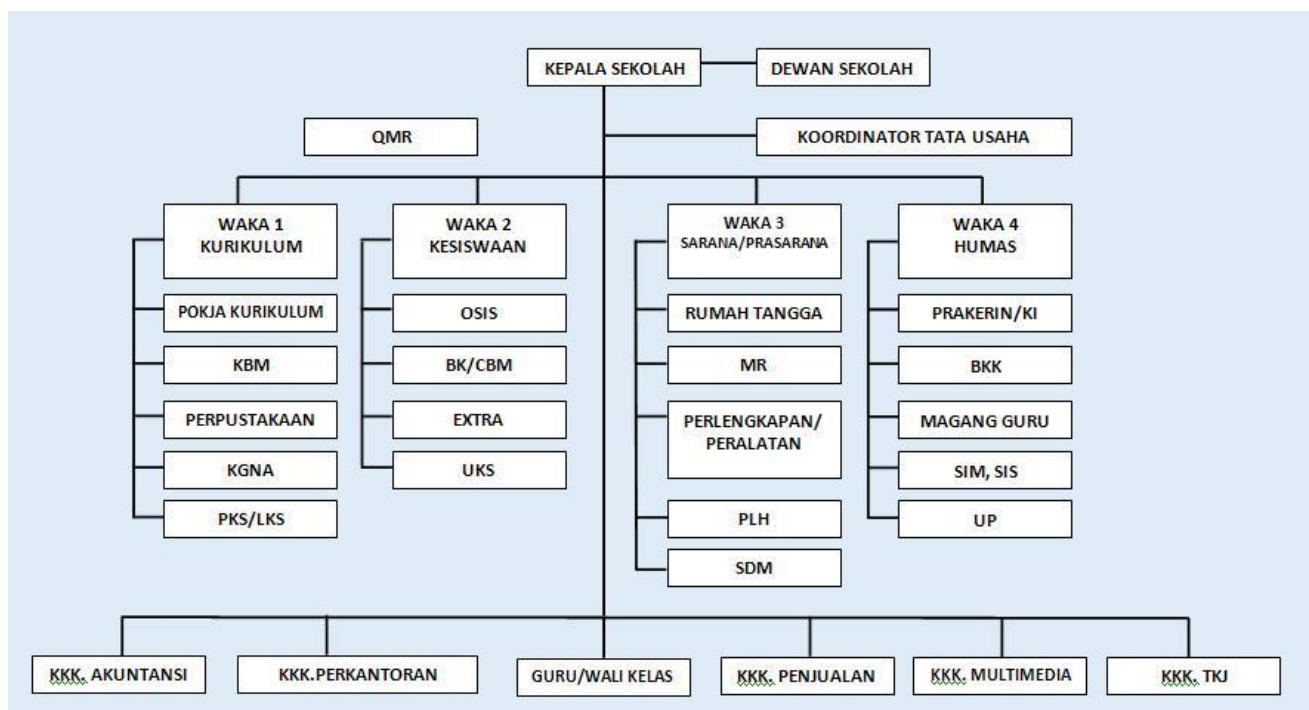 KEPALA SEKOLAH
DEWAN SEKOLAH
QMR
KOORDINATOR TATA USAHA
WAKA 1
KURIKULUM
POKJA KURIKULUM
KBM
PERPUSTAKAAN
KGNA
PKS/LKS
WAKA 2
KESISWAAN
OSIS
BK/CBM
EXTRA
UKS
WAKA 3
SARANA/PRASARANA
RUMAH TANGGA
MR
PERLENGKAPAN/
PERALATAN
PLH
SDM
WAKA 4
HUMAS
PRAKERIN/KI
BKK
MAGANG GURU
SIM, SIS
UP
KKK. AKUNTANSI
KKK.PERKANTORAN
GURU/WALI KELAS
KKK. PENJUALAN
KKK. MULTIMEDIA
KKK. TKJ